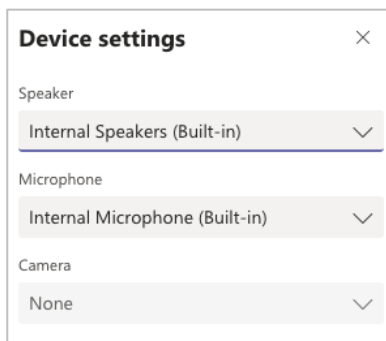 Device settings
Speaker
Internal Speakers (Built-in)
Microphone
Internal Microphone (Built-in)
Camera
None